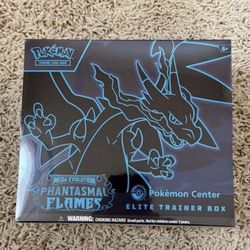 Pokémon
TRADING CARD GAME
6+
MEGA EVOLUTION
PHANTASMAL
FLAMES
Pokémon Center
ELITE TRAINER BOX
WARNING: CHOKING HAZARD! Small parts. Not for children under 3 years.